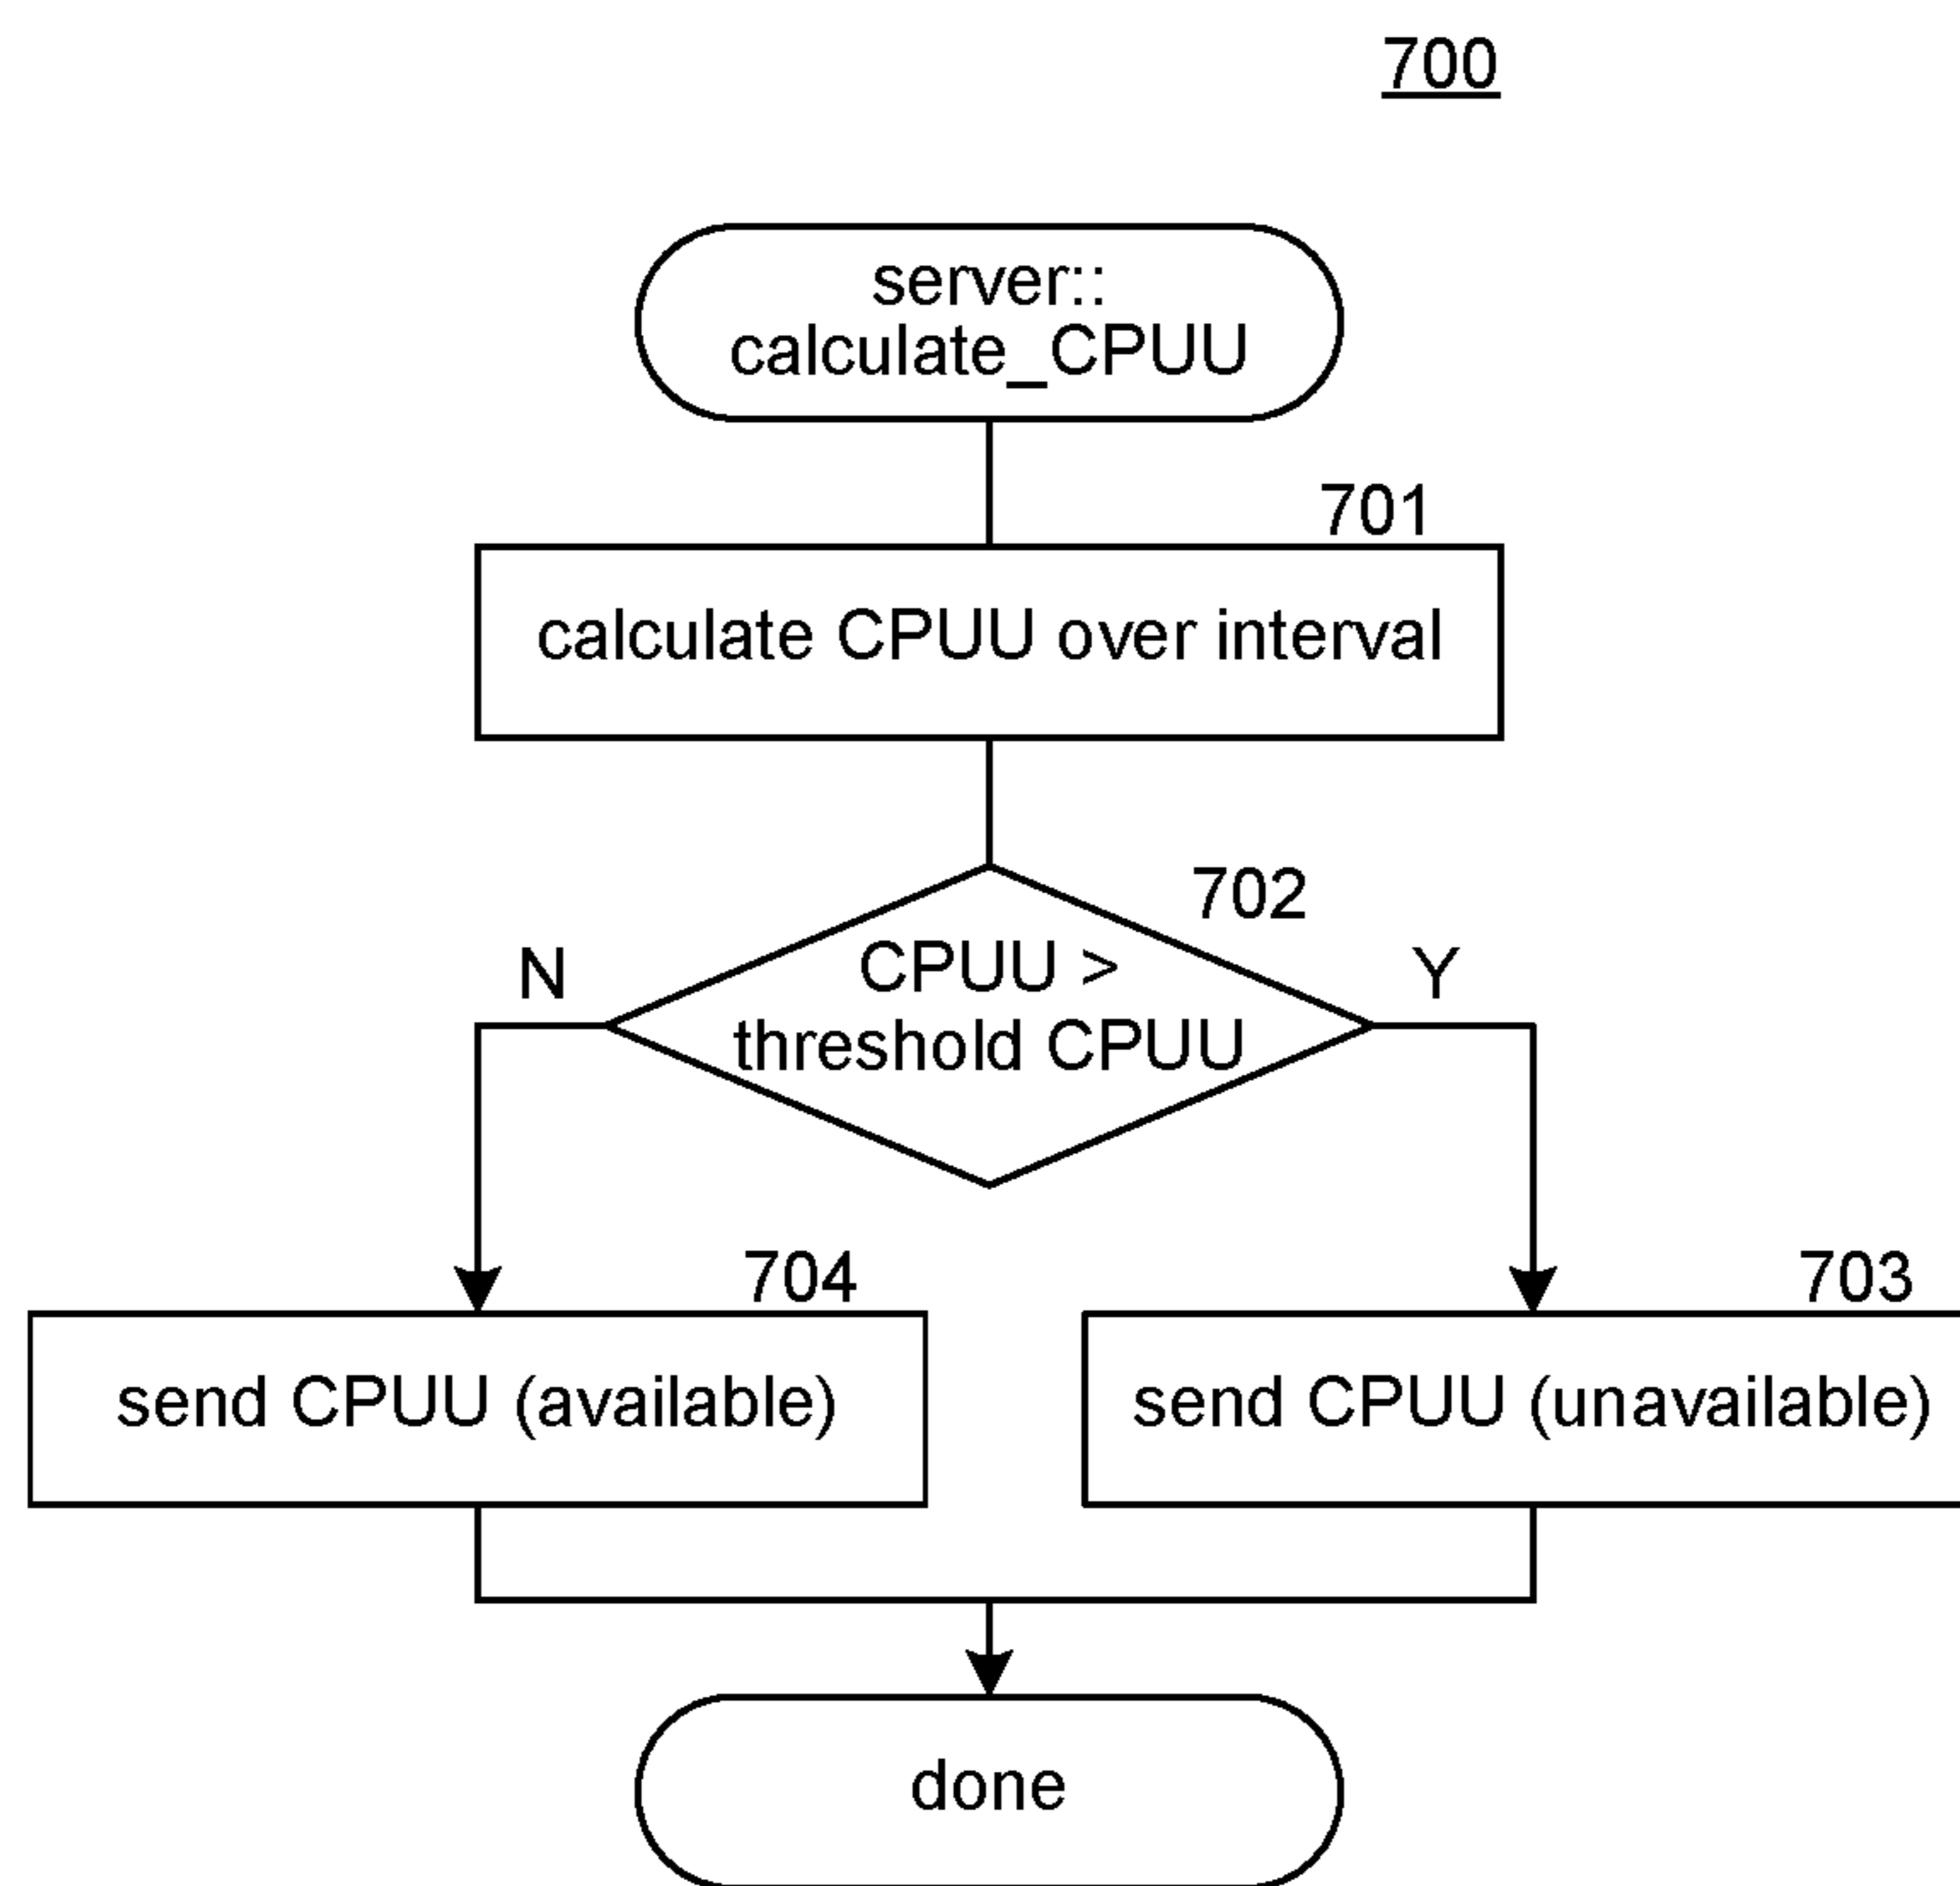 700
server::
calculate_CPUU
701
calculate CPUU over interval
702
N
CPUU >
Y
threshold CPUU
704
703
send CPUU (available)
send CPUU (unavailable)
done